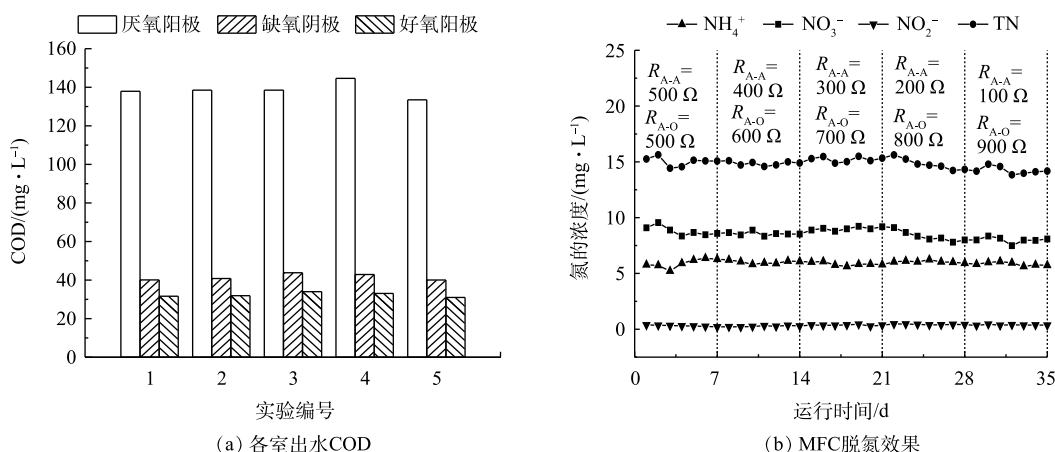 厌氧阳极 缺氧阴极 好氧阳极
160
140
120
100
80
60
40
20
0
COD/(mg·L⁻¹)
1 2 3 4 5
实验编号
(a) 各室出水COD
NH₄⁺ NO₃⁻ NO₂⁻ TN
25
20
15
10
5
0
氮的浓度/(mg·L⁻¹)
R_A-A= R_A-A= R_A-A= R_A-A= R_A-A=
500 Ω 400 Ω 300 Ω 200 Ω 100 Ω
R_A-O= R_A-O= R_A-O= R_A-O= R_A-O=
500 Ω 600 Ω 700 Ω 800 Ω 900 Ω
0 7 14 21 28 35
运行时间/d
(b) MFC脱氮效果